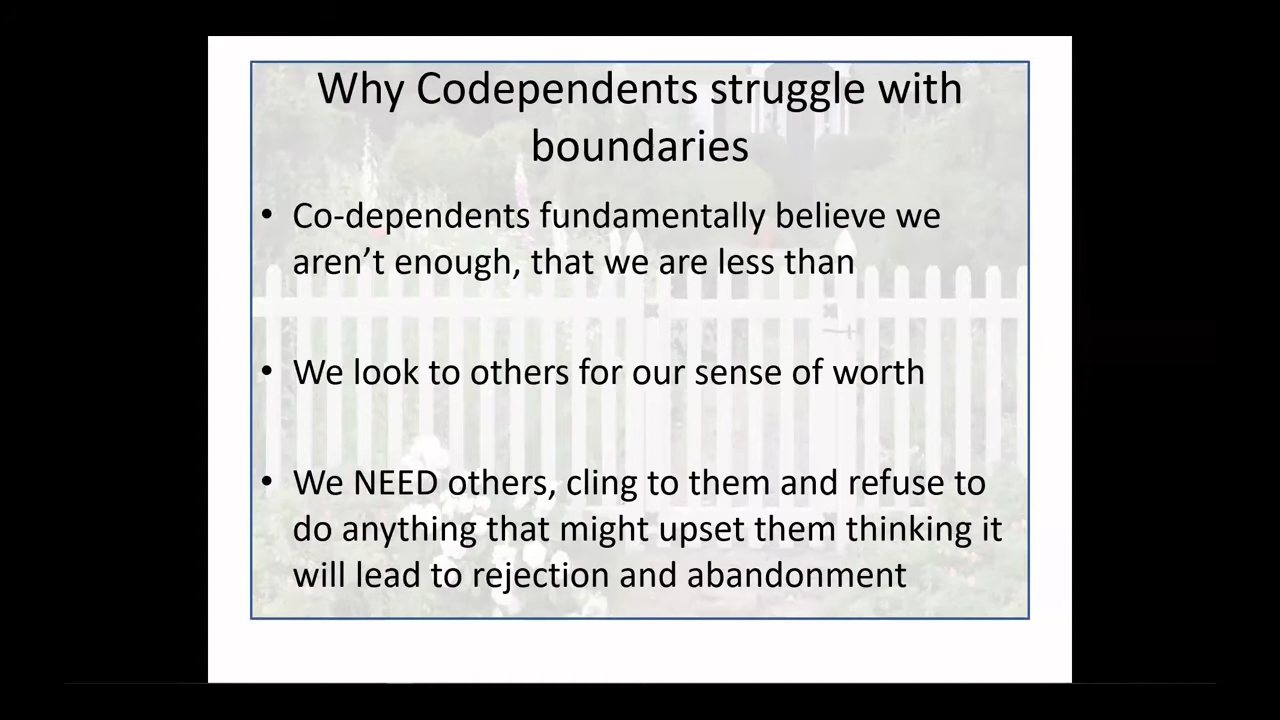 Why Codependents struggle with
boundaries
• Co-dependents fundamentally believe we
aren’t enough, that we are less than
• We look to others for our sense of worth
• We NEED others, cling to them and refuse to
do anything that might upset them thinking it
will lead to rejection and abandonment